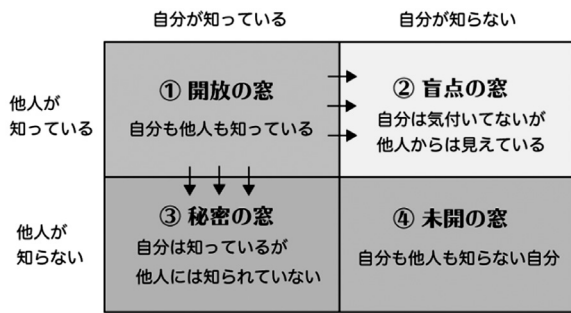 自分が知っている
自分が知らない
他人が
知っている
① 開放の窓
自分も他人も知っている
② 盲点の窓
自分は気付いてないが
他人からは見えている
他人が
知らない
③ 秘密の窓
自分は知っているが
他人には知られていない
④ 未開の窓
自分も他人も知らない自分